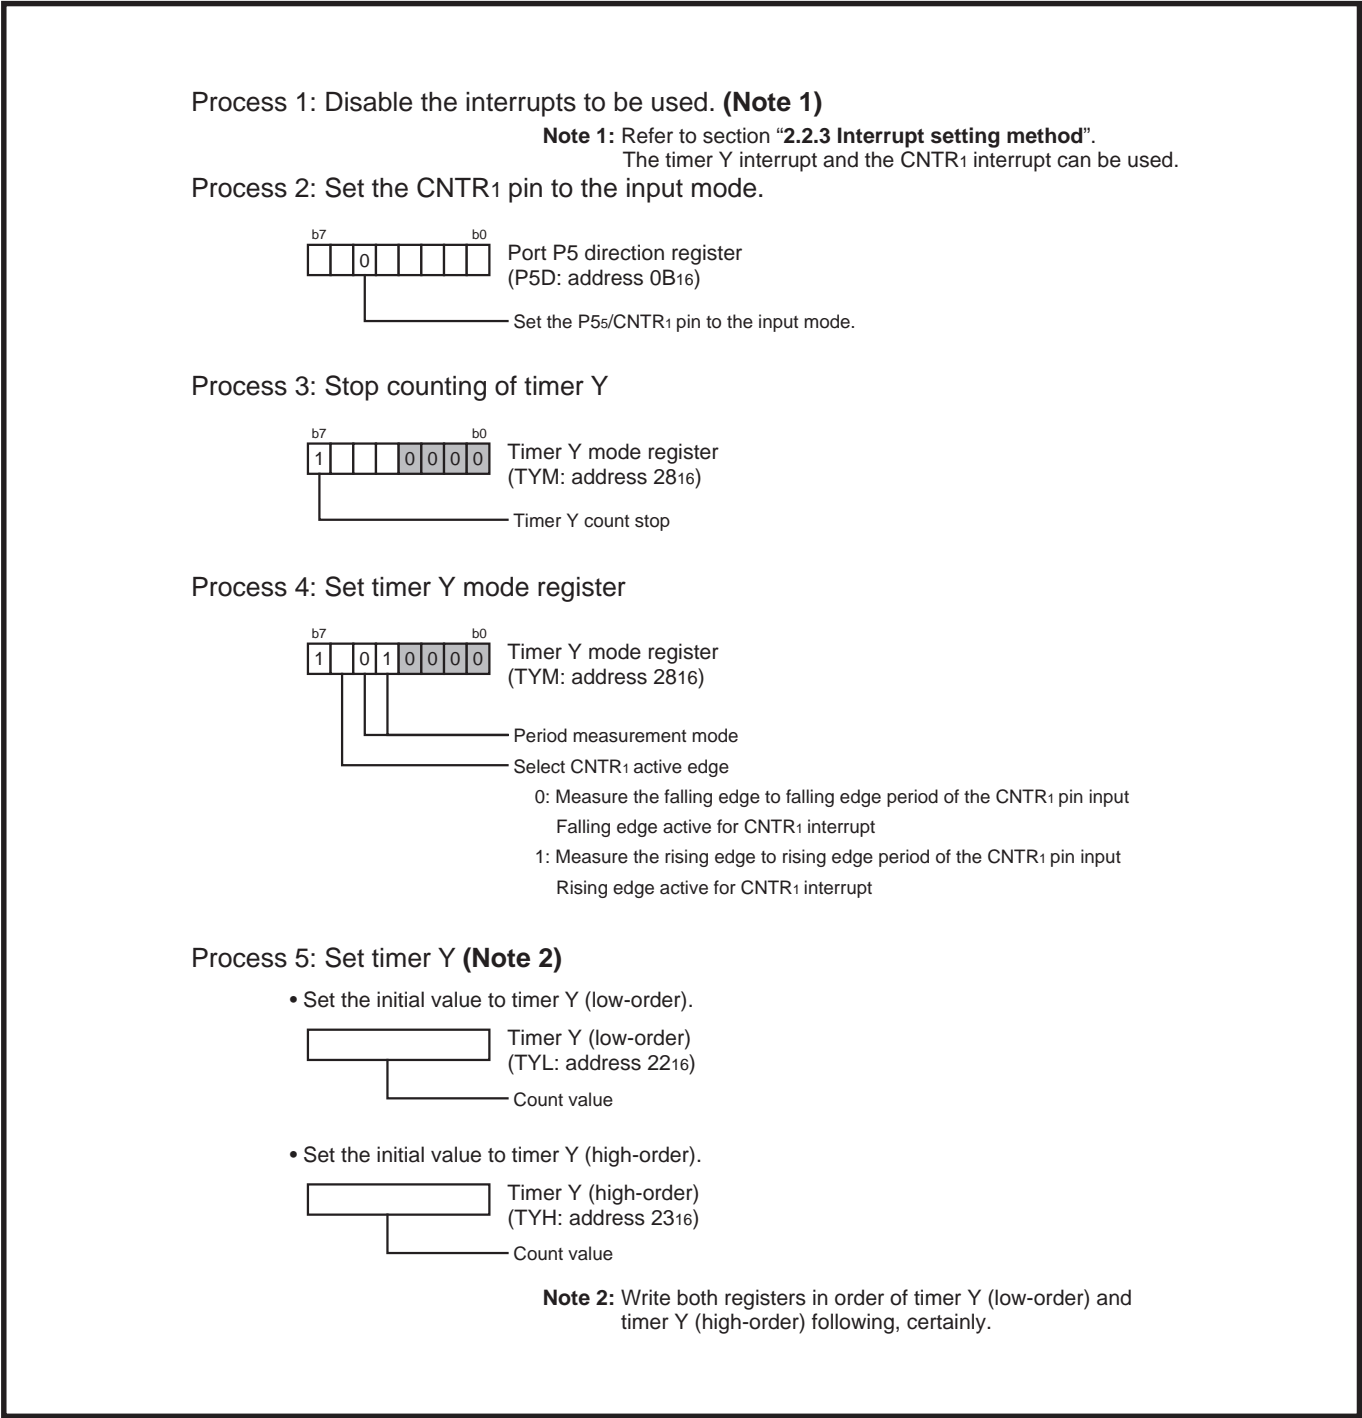 Process 1: Disable the interrupts to be used. (Note 1)
Note 1: Refer to section “2.2.3 Interrupt setting method”.
The timer Y interrupt and the CNTR1 interrupt can be used.
Process 2: Set the CNTR1 pin to the input mode.
b7 b0
0
Port P5 direction register
(P5D: address 0B16)
Set the P55/CNTR1 pin to the input mode.
Process 3: Stop counting of timer Y
b7 b0
1 0 0 0 0
Timer Y mode register
(TYM: address 2816)
Timer Y count stop
Process 4: Set timer Y mode register
b7 b0
1 0 1 0 0 0 0
Timer Y mode register
(TYM: address 2816)
Period measurement mode
Select CNTR1 active edge
0: Measure the falling edge to falling edge period of the CNTR1 pin input
Falling edge active for CNTR1 interrupt
1: Measure the rising edge to rising edge period of the CNTR1 pin input
Rising edge active for CNTR1 interrupt
Process 5: Set timer Y (Note 2)
• Set the initial value to timer Y (low-order).
Timer Y (low-order)
(TYL: address 2216)
Count value
• Set the initial value to timer Y (high-order).
Timer Y (high-order)
(TYH: address 2316)
Count value
Note 2: Write both registers in order of timer Y (low-order) and
timer Y (high-order) following, certainly.